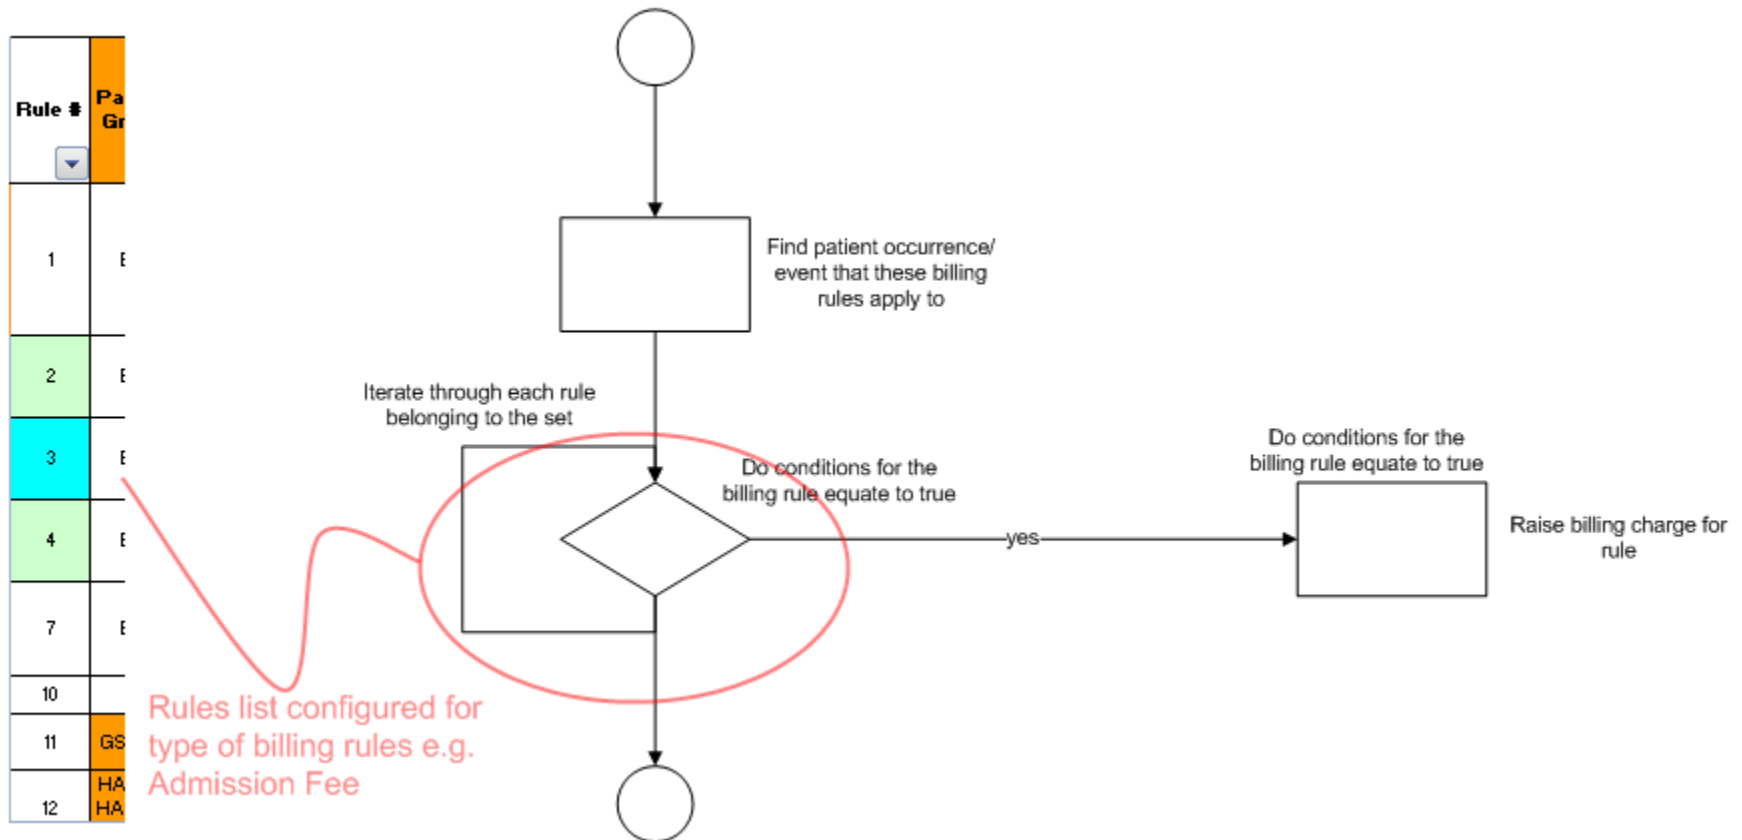 Rule #
Pa
Gr
1
E
2
E
3
E
4
E
7
E
10
11
GS
HA
12
HA
Find patient occurrence/
event that these billing
rules apply to
Iterate through each rule
belonging to the set
Do conditions for the
billing rule equate to true
yes
Do conditions for the
billing rule equate to true
Raise billing charge for
rule
Rules list configured for
type of billing rules e.g.
Admission Fee